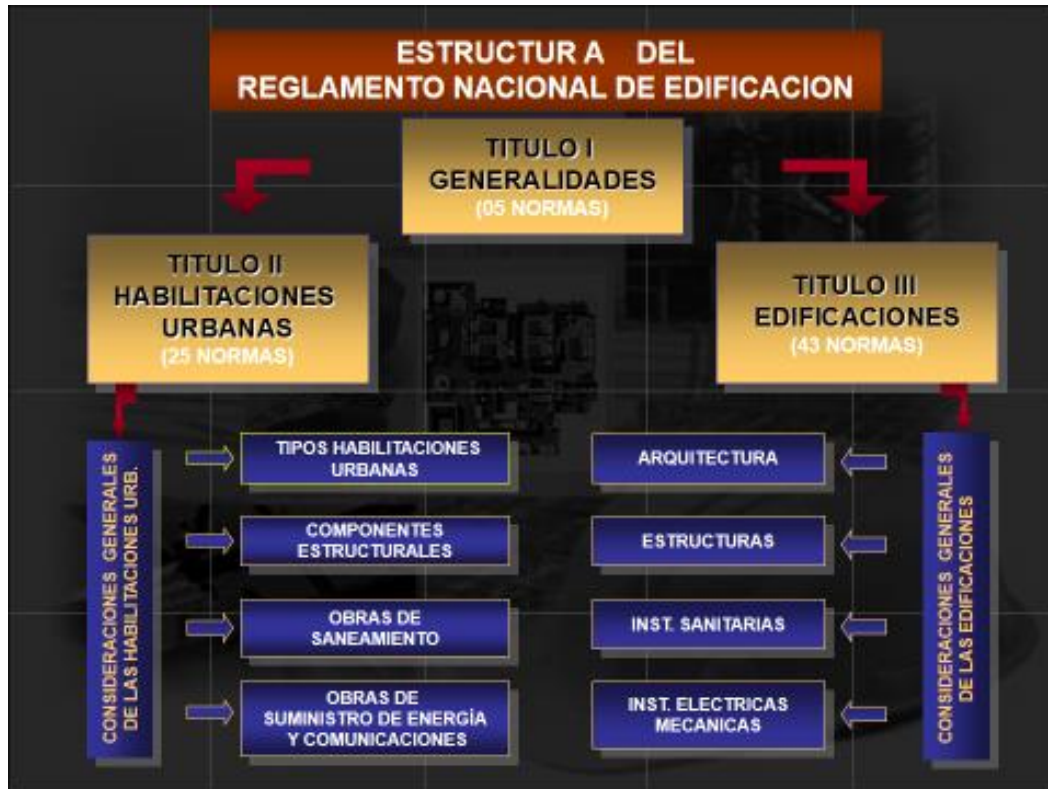 ESTRUCTUR A DEL
REGLAMENTO NACIONAL DE EDIFICACION
TITULO I
GENERALIDADES
(05 NORMAS)
TITULO II
HABILITACIONES
URBANAS
(25 NORMAS)
TITULO III
EDIFICACIONES
(43 NORMAS)
CONSIDERACIONES GENERALES
DE LAS HABILITACIONES URB.
TIPOS HABILITACIONES
URBANAS
COMPONENTES
ESTRUCTURALES
OBRAS DE
SANEAMIENTO
OBRAS DE
SUMINISTRO DE ENERGÍA
Y COMUNICACIONES
ARQUITECTURA
ESTRUCTURAS
INST. SANITARIAS
INST. ELECTRICAS
MECANICAS
CONSIDERACIONES GENERALES
DE LAS EDIFICACIONES